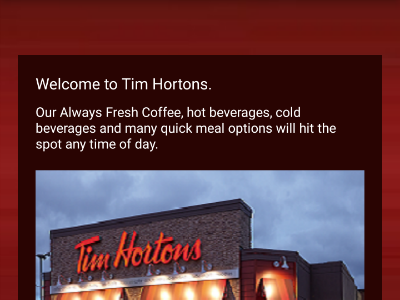 Welcome to Tim Hortons.
Our Always Fresh Coffee, hot beverages, cold
beverages and many quick meal options will hit the
spot any time of day.
Tim Hortons